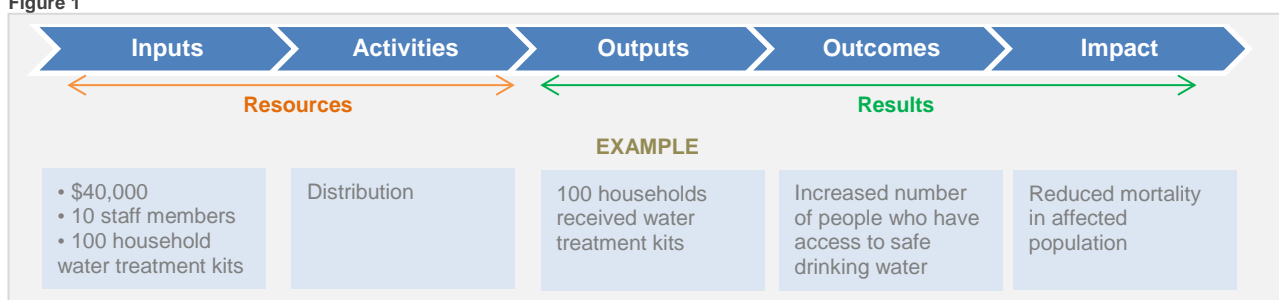 Figure 1
Inputs
Activities
Outputs
Outcomes
Impact
Resources
Results
EXAMPLE
• $40,000
• 10 staff members
• 100 household
water treatment kits
Distribution
100 households
received water
treatment kits
Increased number
of people who have
access to safe
drinking water
Reduced mortality
in affected
population